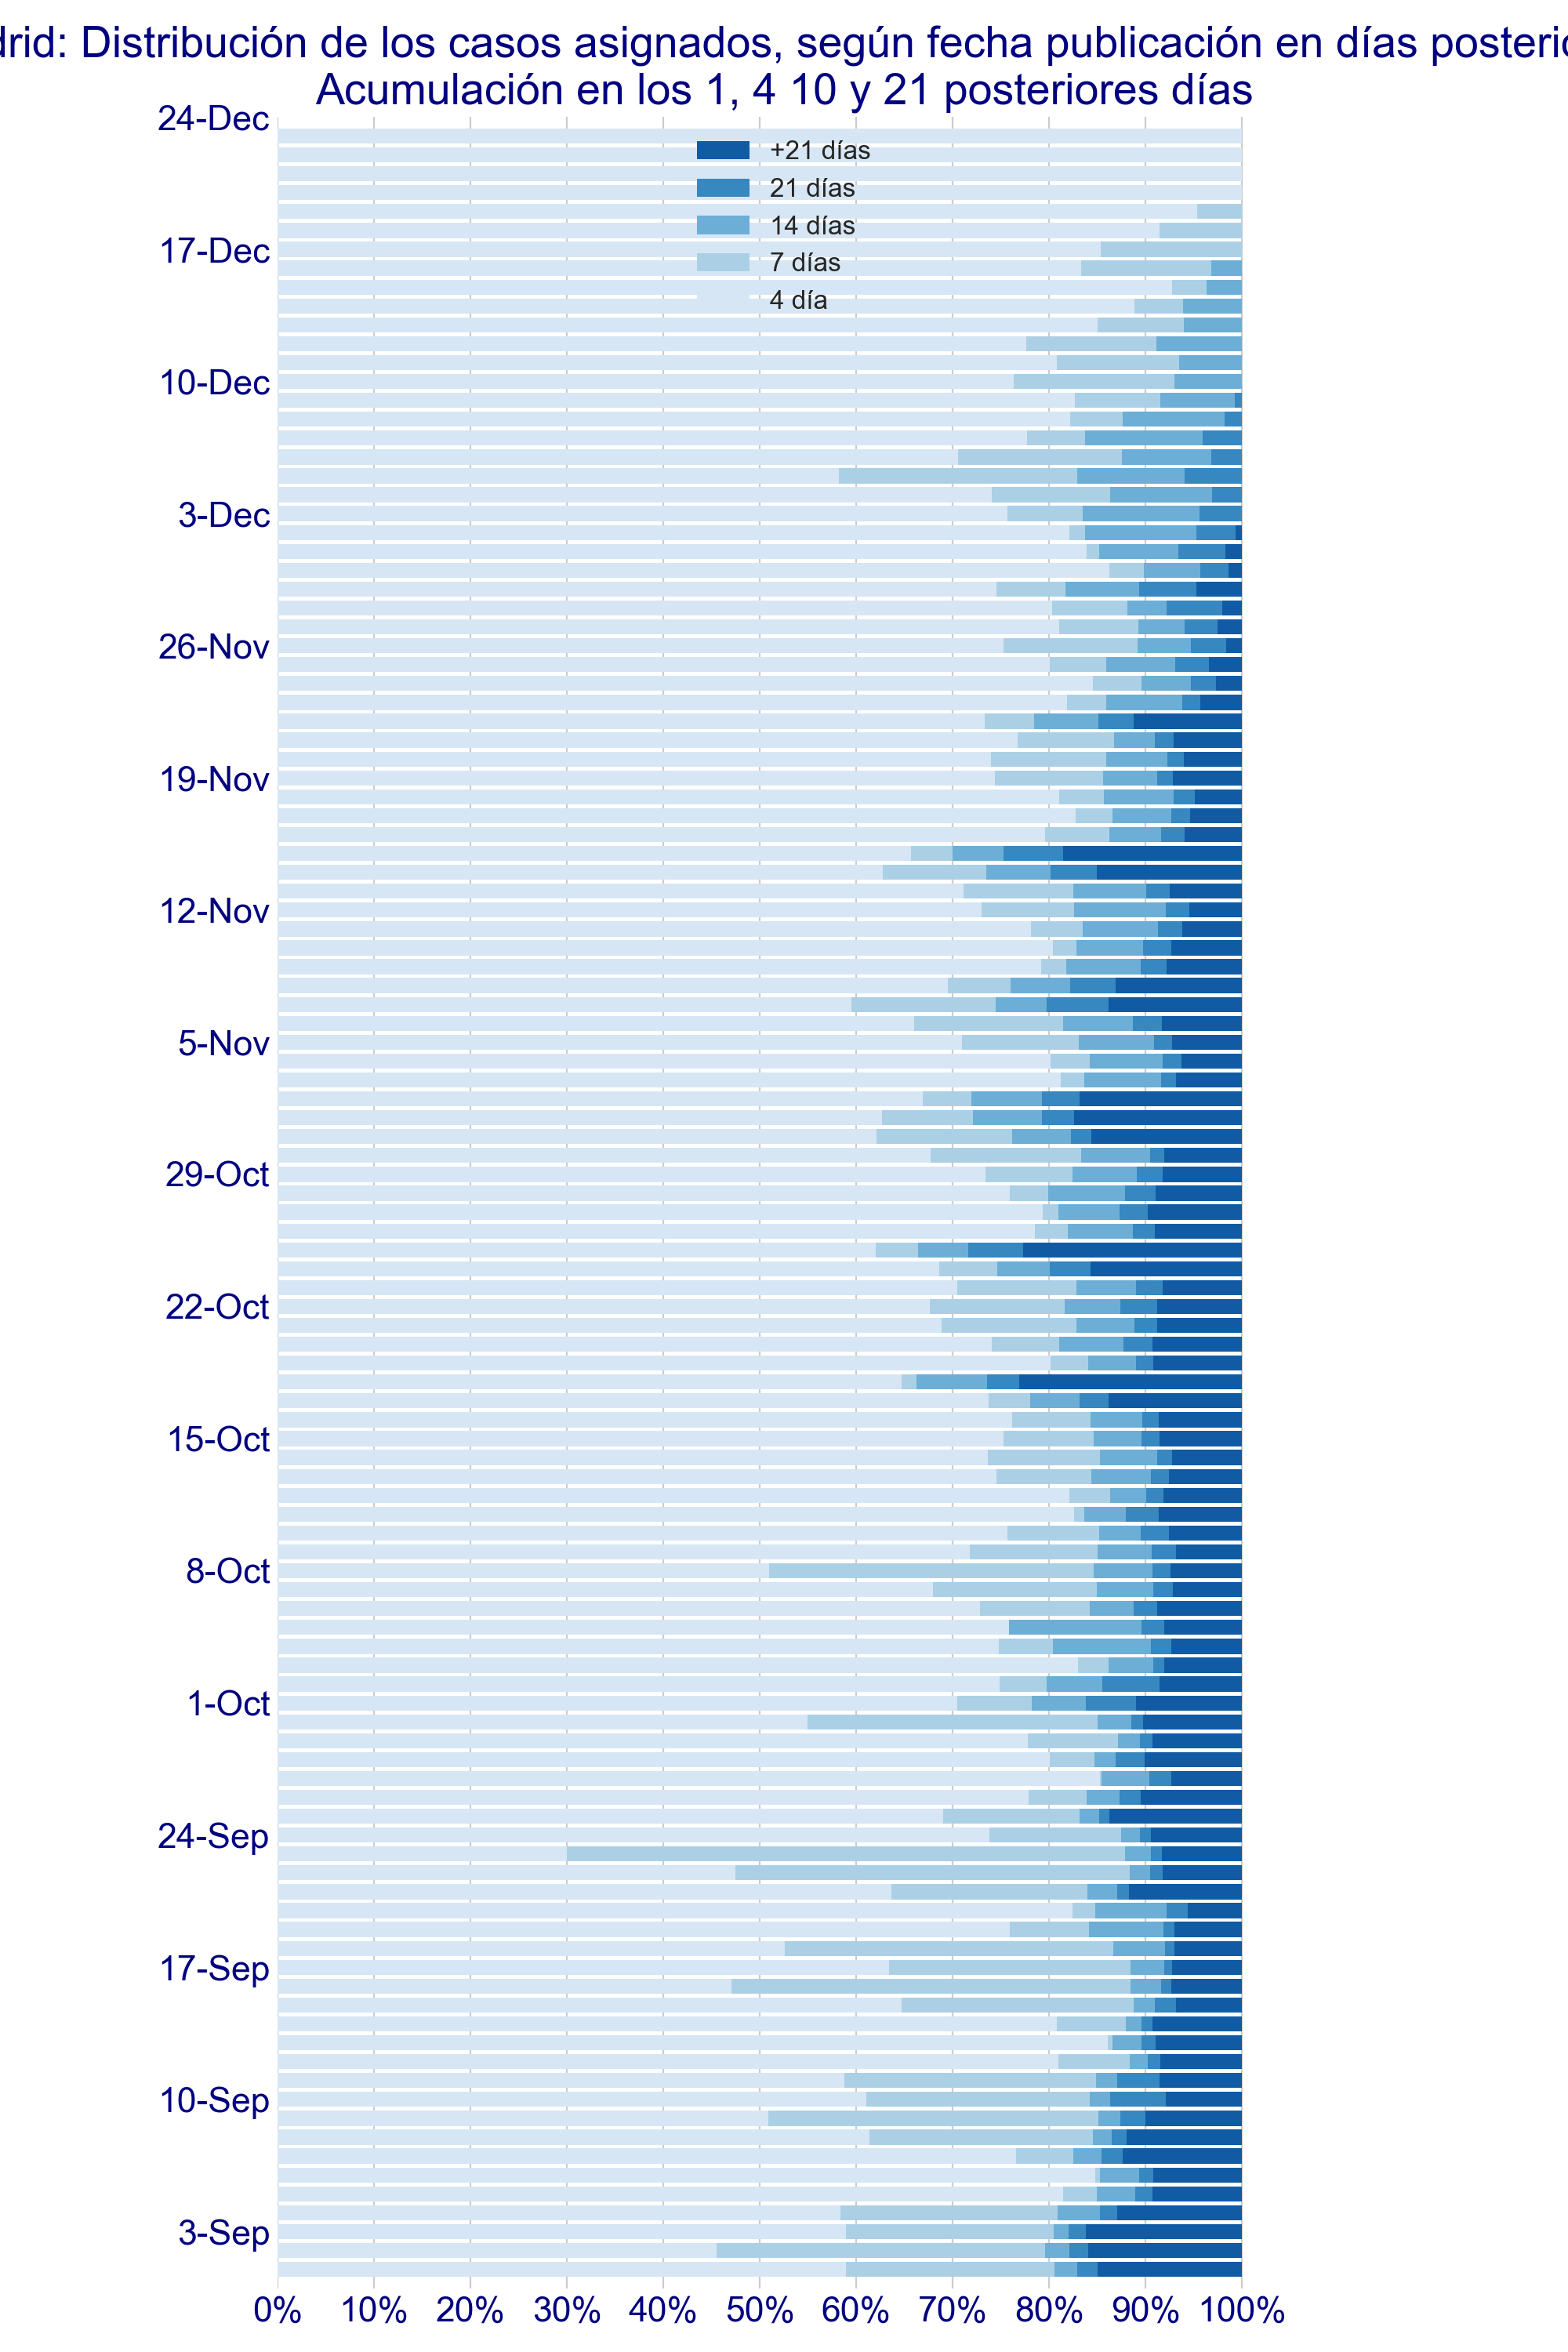 drid: Distribución de los casos asignados, según fecha publicación en días posterio
Acumulación en los 1, 4 10 y 21 posteriores días
24-Dec
+21 días
21 días
14 días
7 días
4 día
17-Dec
10-Dec
3-Dec
26-Nov
19-Nov
12-Nov
5-Nov
29-Oct
22-Oct
15-Oct
8-Oct
1-Oct
24-Sep
17-Sep
10-Sep
3-Sep
0% 10% 20% 30% 40% 50% 60% 70% 80% 90% 100%